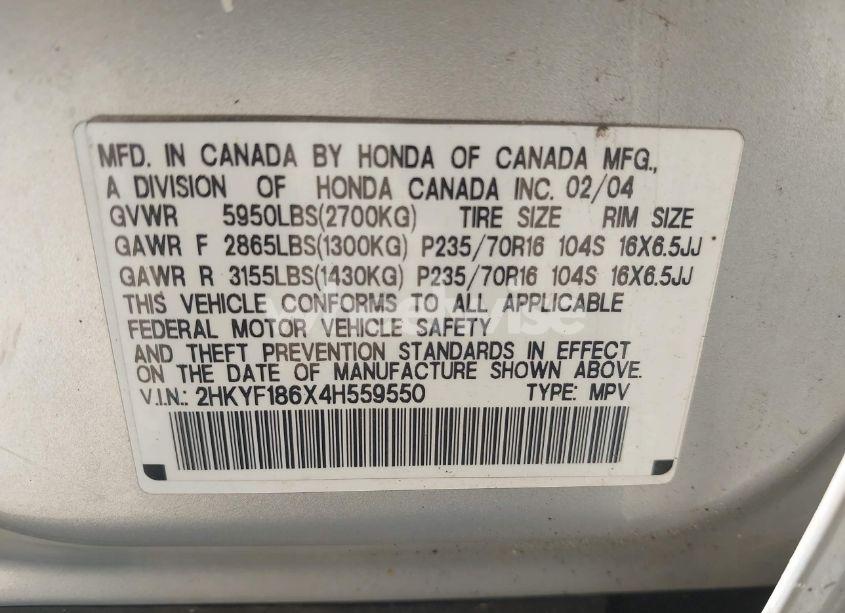 MFD. IN CANADA BY HONDA OF CANADA MFG.,
A DIVISION OF HONDA CANADA INC. 02/04
GVWR 5950LBS(2700KG) TIRE SIZE RIM SIZE
GAWR F 2865LBS(1300KG) P235/70R16 104S 16X6.5JJ
GAWR R 3155LBS(1430KG) P235/70R16 104S 16X6.5JJ
THIS VEHICLE CONFORMS TO ALL APPLICABLE
FEDERAL MOTOR VEHICLE SAFETY
AND THEFT PREVENTION STANDARDS IN EFFECT
ON THE DATE OF MANUFACTURE SHOWN ABOVE.
V.I.N.: 2HKYF186X4H559550 TYPE: MPV